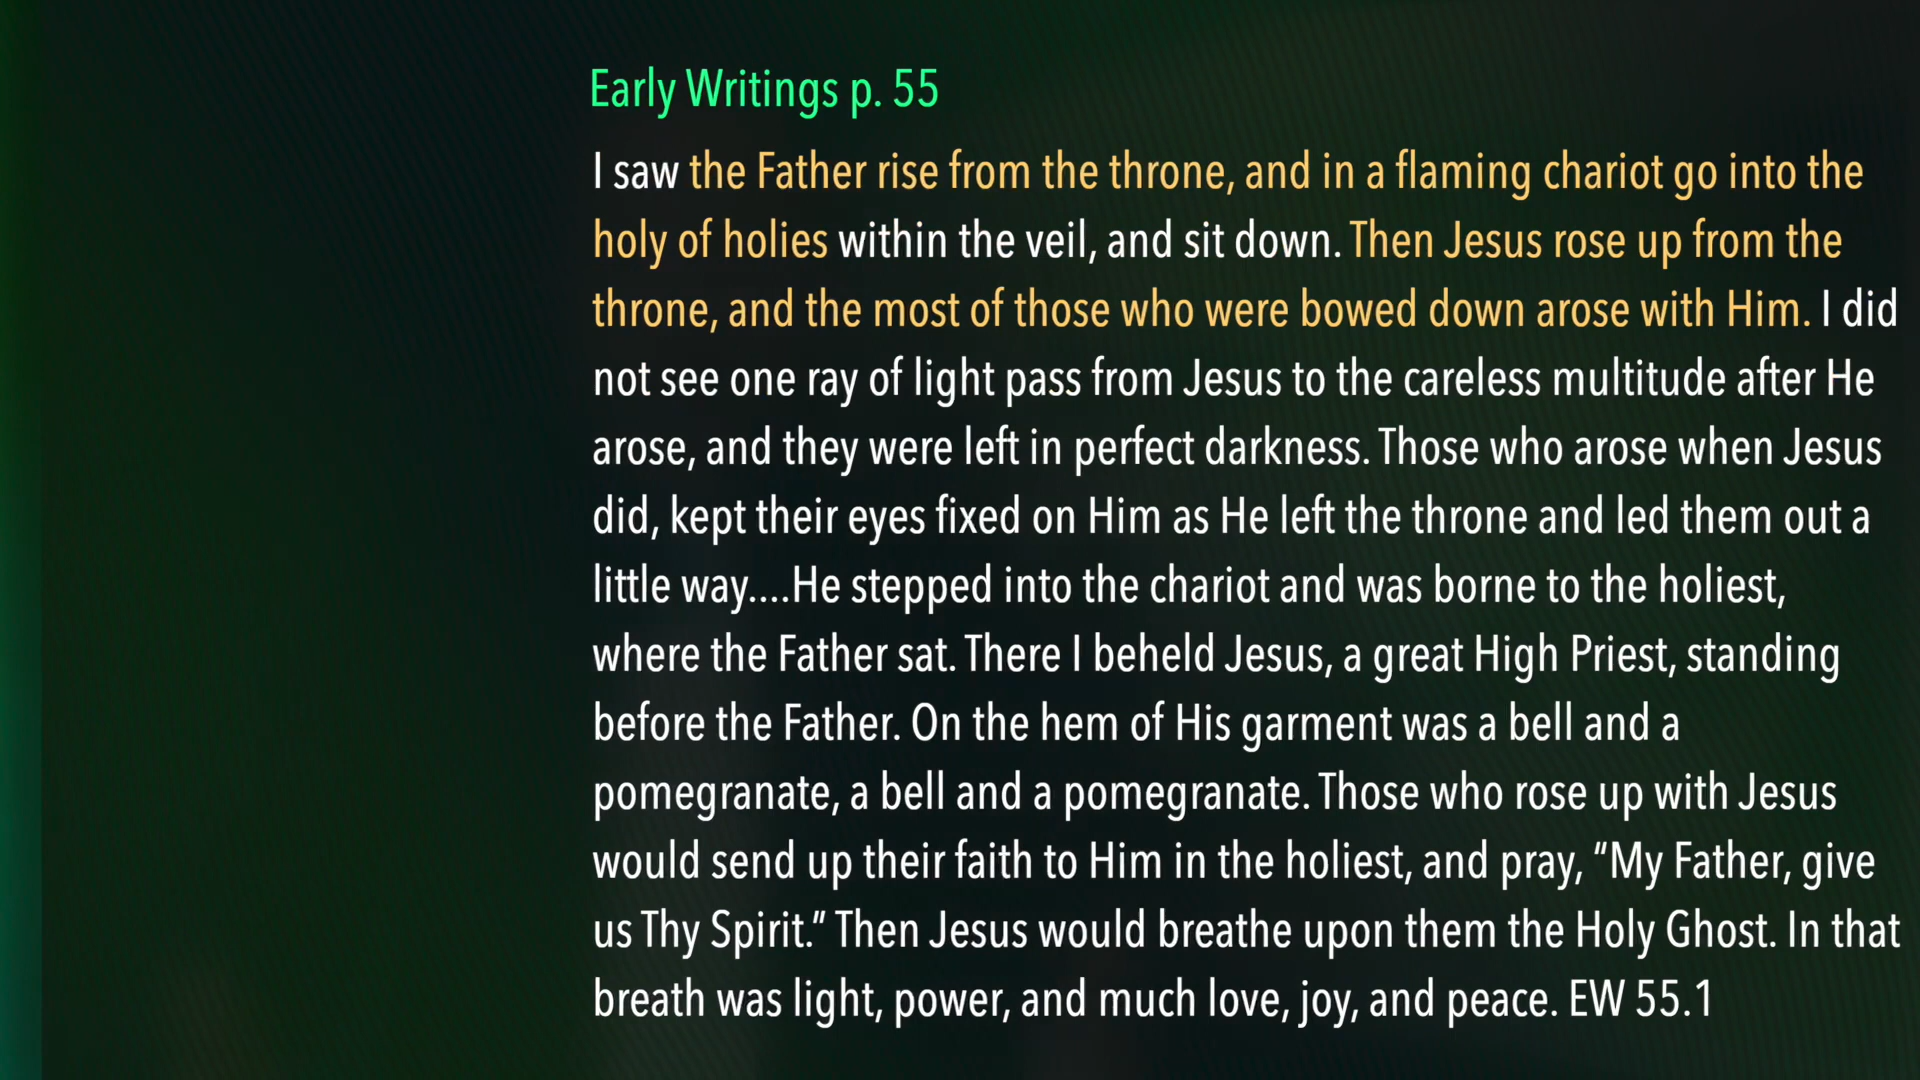 Early Writings p. 55
I saw the Father rise from the throne, and in a flaming chariot go into the
holy of holies within the veil, and sit down. Then Jesus rose up from the
throne, and the most of those who were bowed down arose with Him. I did
not see one ray of light pass from Jesus to the careless multitude after He
arose, and they were left in perfect darkness. Those who arose when Jesus
did, kept their eyes fixed on Him as He left the throne and led them out a
little way....He stepped into the chariot and was borne to the holiest,
where the Father sat. There I beheld Jesus, a great High Priest, standing
before the Father. On the hem of His garment was a bell and a
pomegranate, a bell and a pomegranate. Those who rose up with Jesus
would send up their faith to Him in the holiest, and pray, “My Father, give
us Thy Spirit.” Then Jesus would breathe upon them the Holy Ghost. In that
breath was light, power, and much love, joy, and peace. EW 55.1